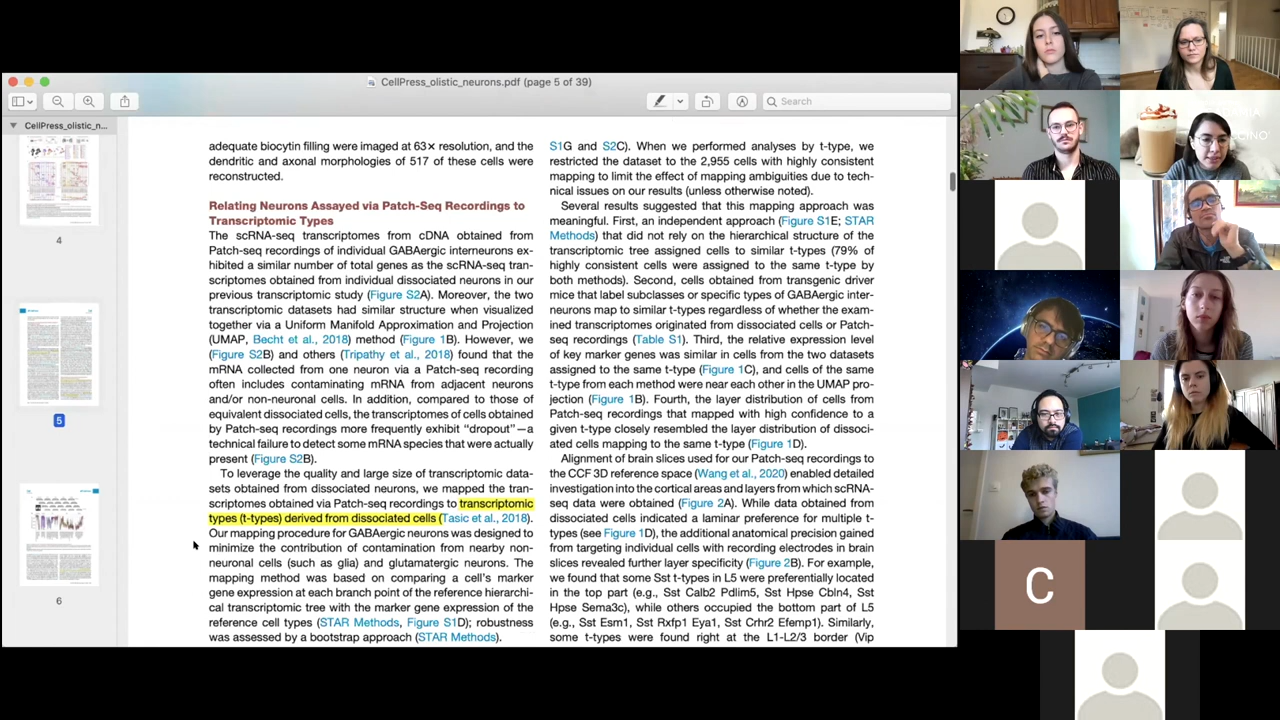 CellPress_olistic_neurons.pdf (page 5 of 39)
Search
CellPress_olistic_n...
4
5
6
adequate biocytin filling were imaged at 63× resolution, and the
dendritic and axonal morphologies of 517 of these cells were
reconstructed.
Relating Neurons Assayed via Patch-Seq Recordings to
Transcriptomic Types
The scRNA-seq transcriptomes from cDNA obtained from
Patch-seq recordings of individual GABAergic interneurons ex-
hibited a similar number of total genes as the scRNA-seq tran-
scriptomes obtained from individual dissociated neurons in our
previous transcriptomic study (Figure S2A). Moreover, the two
transcriptomic datasets had similar structure when visualized
together via a Uniform Manifold Approximation and Projection
(UMAP, Becht et al., 2018) method (Figure 1B). However, we
(Figure S2B) and others (Tripathy et al., 2018) found that the
mRNA collected from one neuron via a Patch-seq recording
often includes contaminating mRNA from adjacent neurons
and/or non-neuronal cells. In addition, compared to those of
equivalent dissociated cells, the transcriptomes of cells obtained
by Patch-seq recordings more frequently exhibit “dropout”—a
technical failure to detect some mRNA species that were actually
present (Figure S2B).
To leverage the quality and large size of transcriptomic data-
sets obtained from dissociated neurons, we mapped the tran-
scriptomes obtained via Patch-seq recordings to transcriptomic
types (t-types) derived from dissociated cells (Tasic et al., 2018).
Our mapping procedure for GABAergic neurons was designed to
minimize the contribution of contamination from nearby non-
neuronal cells (such as glia) and glutamatergic neurons. The
mapping method was based on comparing a cell’s marker
gene expression at each branch point of the reference hierarchi-
cal transcriptomic tree with the marker gene expression of the
reference cell types (STAR Methods, Figure S1D); robustness
was assessed by a bootstrap approach (STAR Methods).
S1G and S2C). When we performed analyses by t-type, we
restricted the dataset to the 2,955 cells with highly consistent
mapping to limit the effect of mapping ambiguities due to tech-
nical issues on our results (unless otherwise noted).
Several results suggested that this mapping approach was
meaningful. First, an independent approach (Figure S1E; STAR
Methods) that did not rely on the hierarchical structure of the
transcriptomic tree assigned cells to similar t-types (79% of
highly consistent cells were assigned to the same t-type by
both methods). Second, cells obtained from transgenic driver
mice that label subclasses or specific types of GABAergic inter-
neurons map to similar t-types regardless of whether the exam-
ined transcriptomes originated from dissociated cells or Patch-
seq recordings (Table S1). Third, the relative expression level
of key marker genes was similar in cells from the two datasets
assigned to the same t-type (Figure 1C), and cells of the same
t-type from each method were near each other in the UMAP pro-
jection (Figure 1B). Fourth, the layer distribution of cells from
Patch-seq recordings that mapped with high confidence to a
given t-type closely resembled the layer distribution of dissoci-
ated cells mapping to the same t-type (Figure 1D).
Alignment of brain slices used for our Patch-seq recordings to
the CCF 3D reference space (Wang et al., 2020) enabled detailed
investigation into the cortical areas and layers from which scRNA-
seq data were obtained (Figure 2A). While data obtained from
dissociated cells indicated a laminar preference for multiple t-
types (see Figure 1D), the additional anatomical precision gained
from targeting individual cells with recording electrodes in brain
slices revealed further layer specificity (Figure 2B). For example,
we found that some Sst t-types in L5 were preferentially located
in the top part (e.g., Sst Calb2 Pdlim5, Sst Hpse Cbln4, Sst
Hpse Sema3c), while others occupied the bottom part of L5
(e.g., Sst Esm1, Sst Rxfp1 Eya1, Sst Crhr2 Efemp1). Similarly,
some t-types were found right at the L1-L2/3 border (Vip
C